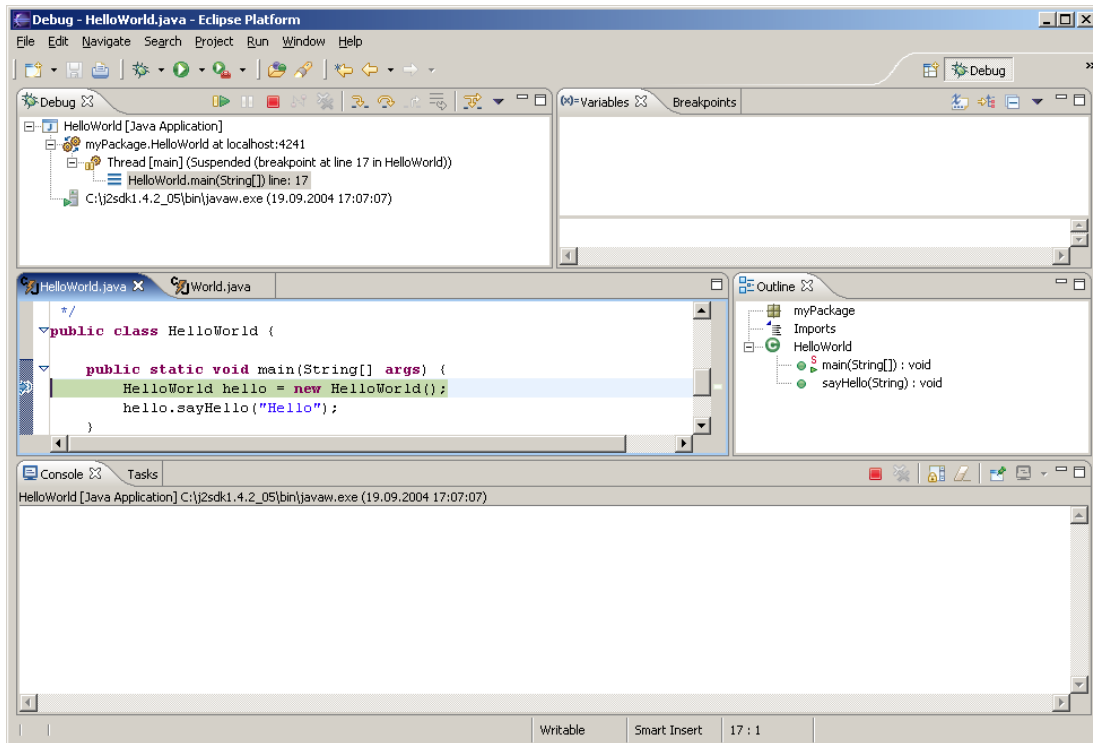 Debug - HelloWorld.java - Eclipse Platform
File Edit Navigate Search Project Run Window Help
Debug
»
Debug
HelloWorld [Java Application]
myPackage.HelloWorld at localhost:4241
Thread [main] (Suspended (breakpoint at line 17 in HelloWorld))
HelloWorld.main(String[]) line: 17
C:\j2sdk1.4.2_05\bin\javaw.exe (19.09.2004 17:07:07)
(x)=Variables Breakpoints
HelloWorld.java World.java
*/
public class HelloWorld {
public static void main(String[] args) {
HelloWorld hello = new HelloWorld();
hello.sayHello("Hello");
}
Outline
myPackage
Imports
HelloWorld
main(String[]) : void
sayHello(String) : void
Console Tasks
HelloWorld [Java Application] C:\j2sdk1.4.2_05\bin\javaw.exe (19.09.2004 17:07:07)
Writable Smart Insert 17 : 1